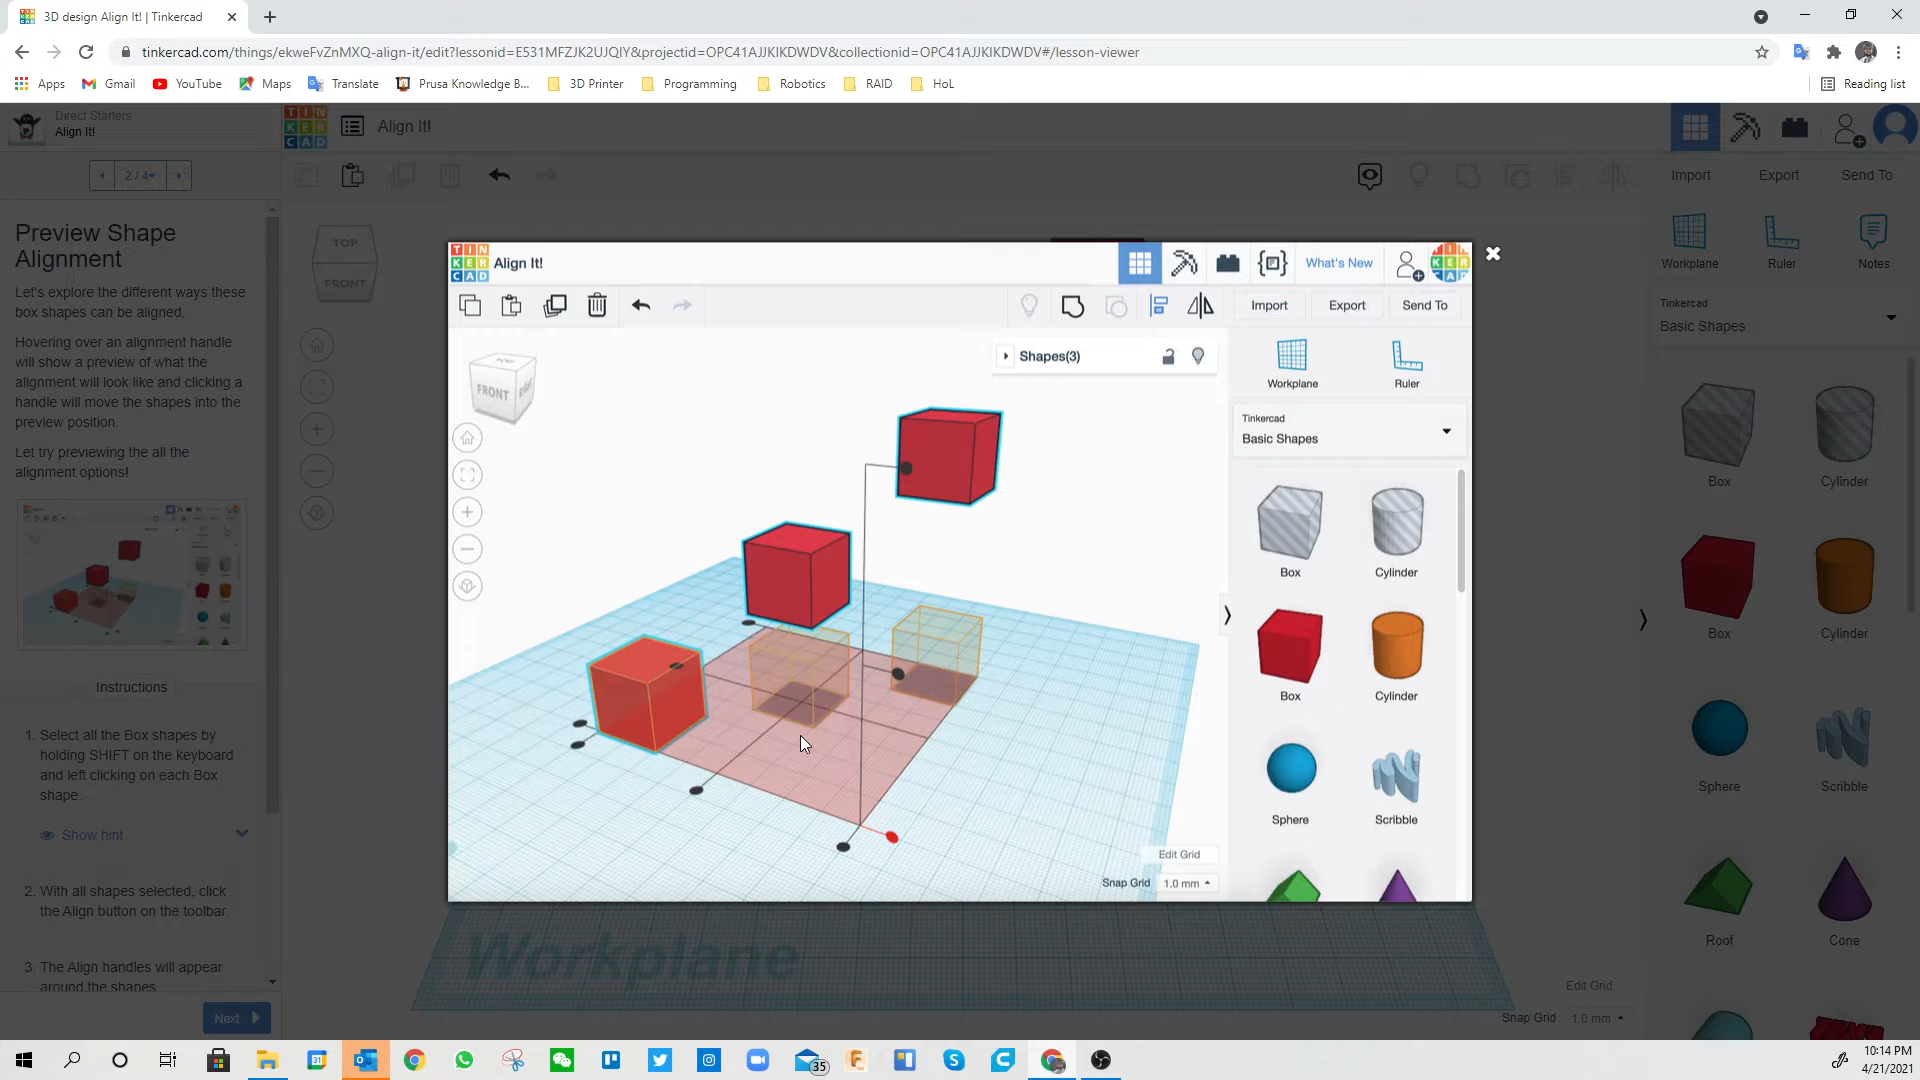 3D design Align It! | Tinkercad
tinkercad.com/things/ekweFvZnMXQ-align-it/edit?lessonid=E531MFZJK2UJQIY&projectid=OPC41AJJKIKDWDV&collectionid=OPC41AJJKIKDWDV#/lesson-viewer
Apps
Gmail
YouTube
Maps
Translate
Prusa Knowledge B...
3D Printer
Programming
Robotics
RAID
HoL
Reading list
Direct Starters
Align It!
TIN
KER
CAD
Align It!
2 / 4
Import
Export
Send To
Preview Shape
Alignment
Let's explore the different ways these
box shapes can be aligned.
Hovering over an alignment handle
will show a preview of what the
alignment will look like and clicking a
handle will move the shapes into the
preview position.
Let try previewing the all the
alignment options!
Instructions
1. Select all the Box shapes by
holding SHIFT on the keyboard
and left clicking on each Box
shape.
Show hint
2. With all shapes selected, click
the Align button on the toolbar.
3. The Align handles will appear
around the shapes
Next
TOP
FRONT
TIN
KER
CAD
Align It!
What's New
Import
Export
Send To
FRONT
RIGHT
Shapes(3)
Workplane
Ruler
Tinkercad
Basic Shapes
Box
Cylinder
Box
Cylinder
Sphere
Scribble
Edit Grid
Snap Grid
1.0 mm
Workplane
Workplane
Ruler
Notes
Tinkercad
Basic Shapes
Box
Cylinder
Box
Cylinder
Sphere
Scribble
Roof
Cone
Edit Grid
Snap Grid
1.0 mm
31
35
10:14 PM
4/21/2021